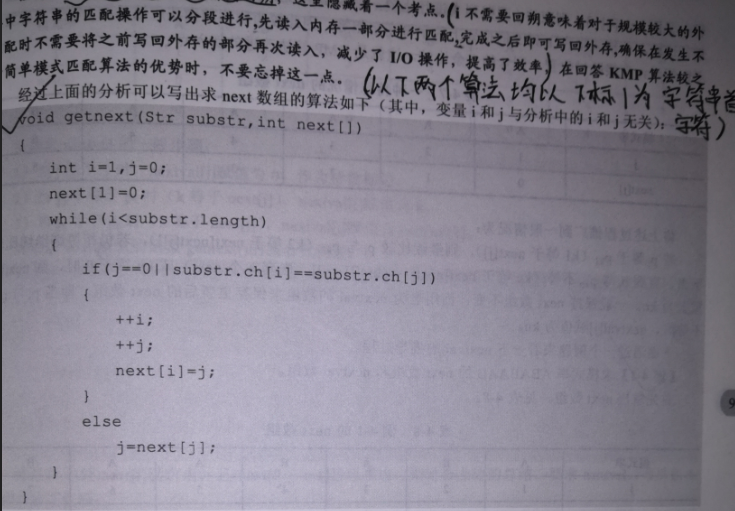 这里隐藏着一个考点。(i 不需要回朔意味着对于规模较大的外
中字符串的匹配操作可以分段进行,先读入内存一部分进行匹配,完成之后即可写回外存,确保在发生不
配时不需要将之前写回外存的部分再次读入，减少了 I/O 操作，提高了效率) 在回答 KMP 算法较之
简单模式匹配算法的优势时，不要忘掉这一点。(以下两个算法均以下标1为字符串首
字符)
经过上面的分析可以写出求 next 数组的算法如下（其中，变量 i 和 j 与分析中的 i 和 j 无关）：
void getnext(Str substr,int next[])
{
int i=1,j=0;
next[1]=0;
while(i<substr.length)
{
if(j==0||substr.ch[i]==substr.ch[j])
{
++i;
++j;
next[i]=j;
}
else
j=next[j];
}
}
9